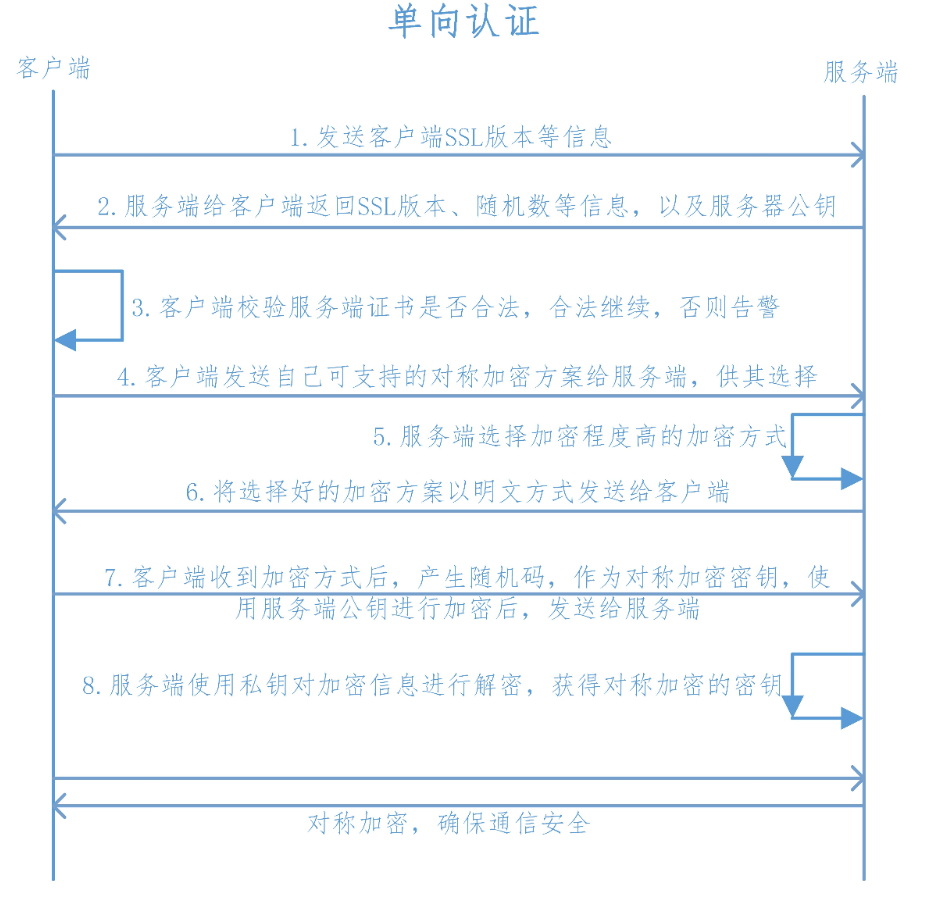 单向认证
客户端
服务端
1.发送客户端SSL版本等信息
2.服务端给客户端返回SSL版本、随机数等信息，以及服务器公钥
3.客户端校验服务端证书是否合法，合法继续，否则告警
4.客户端发送自己可支持的对称加密方案给服务端，供其选择
5.服务端选择加密程度高的加密方式
6.将选择好的加密方案以明文方式发送给客户端
7.客户端收到加密方式后，产生随机码，作为对称加密密钥，使
用服务端公钥进行加密后，发送给服务端
8.服务端使用私钥对加密信息进行解密，获得对称加密的密钥
对称加密，确保通信安全